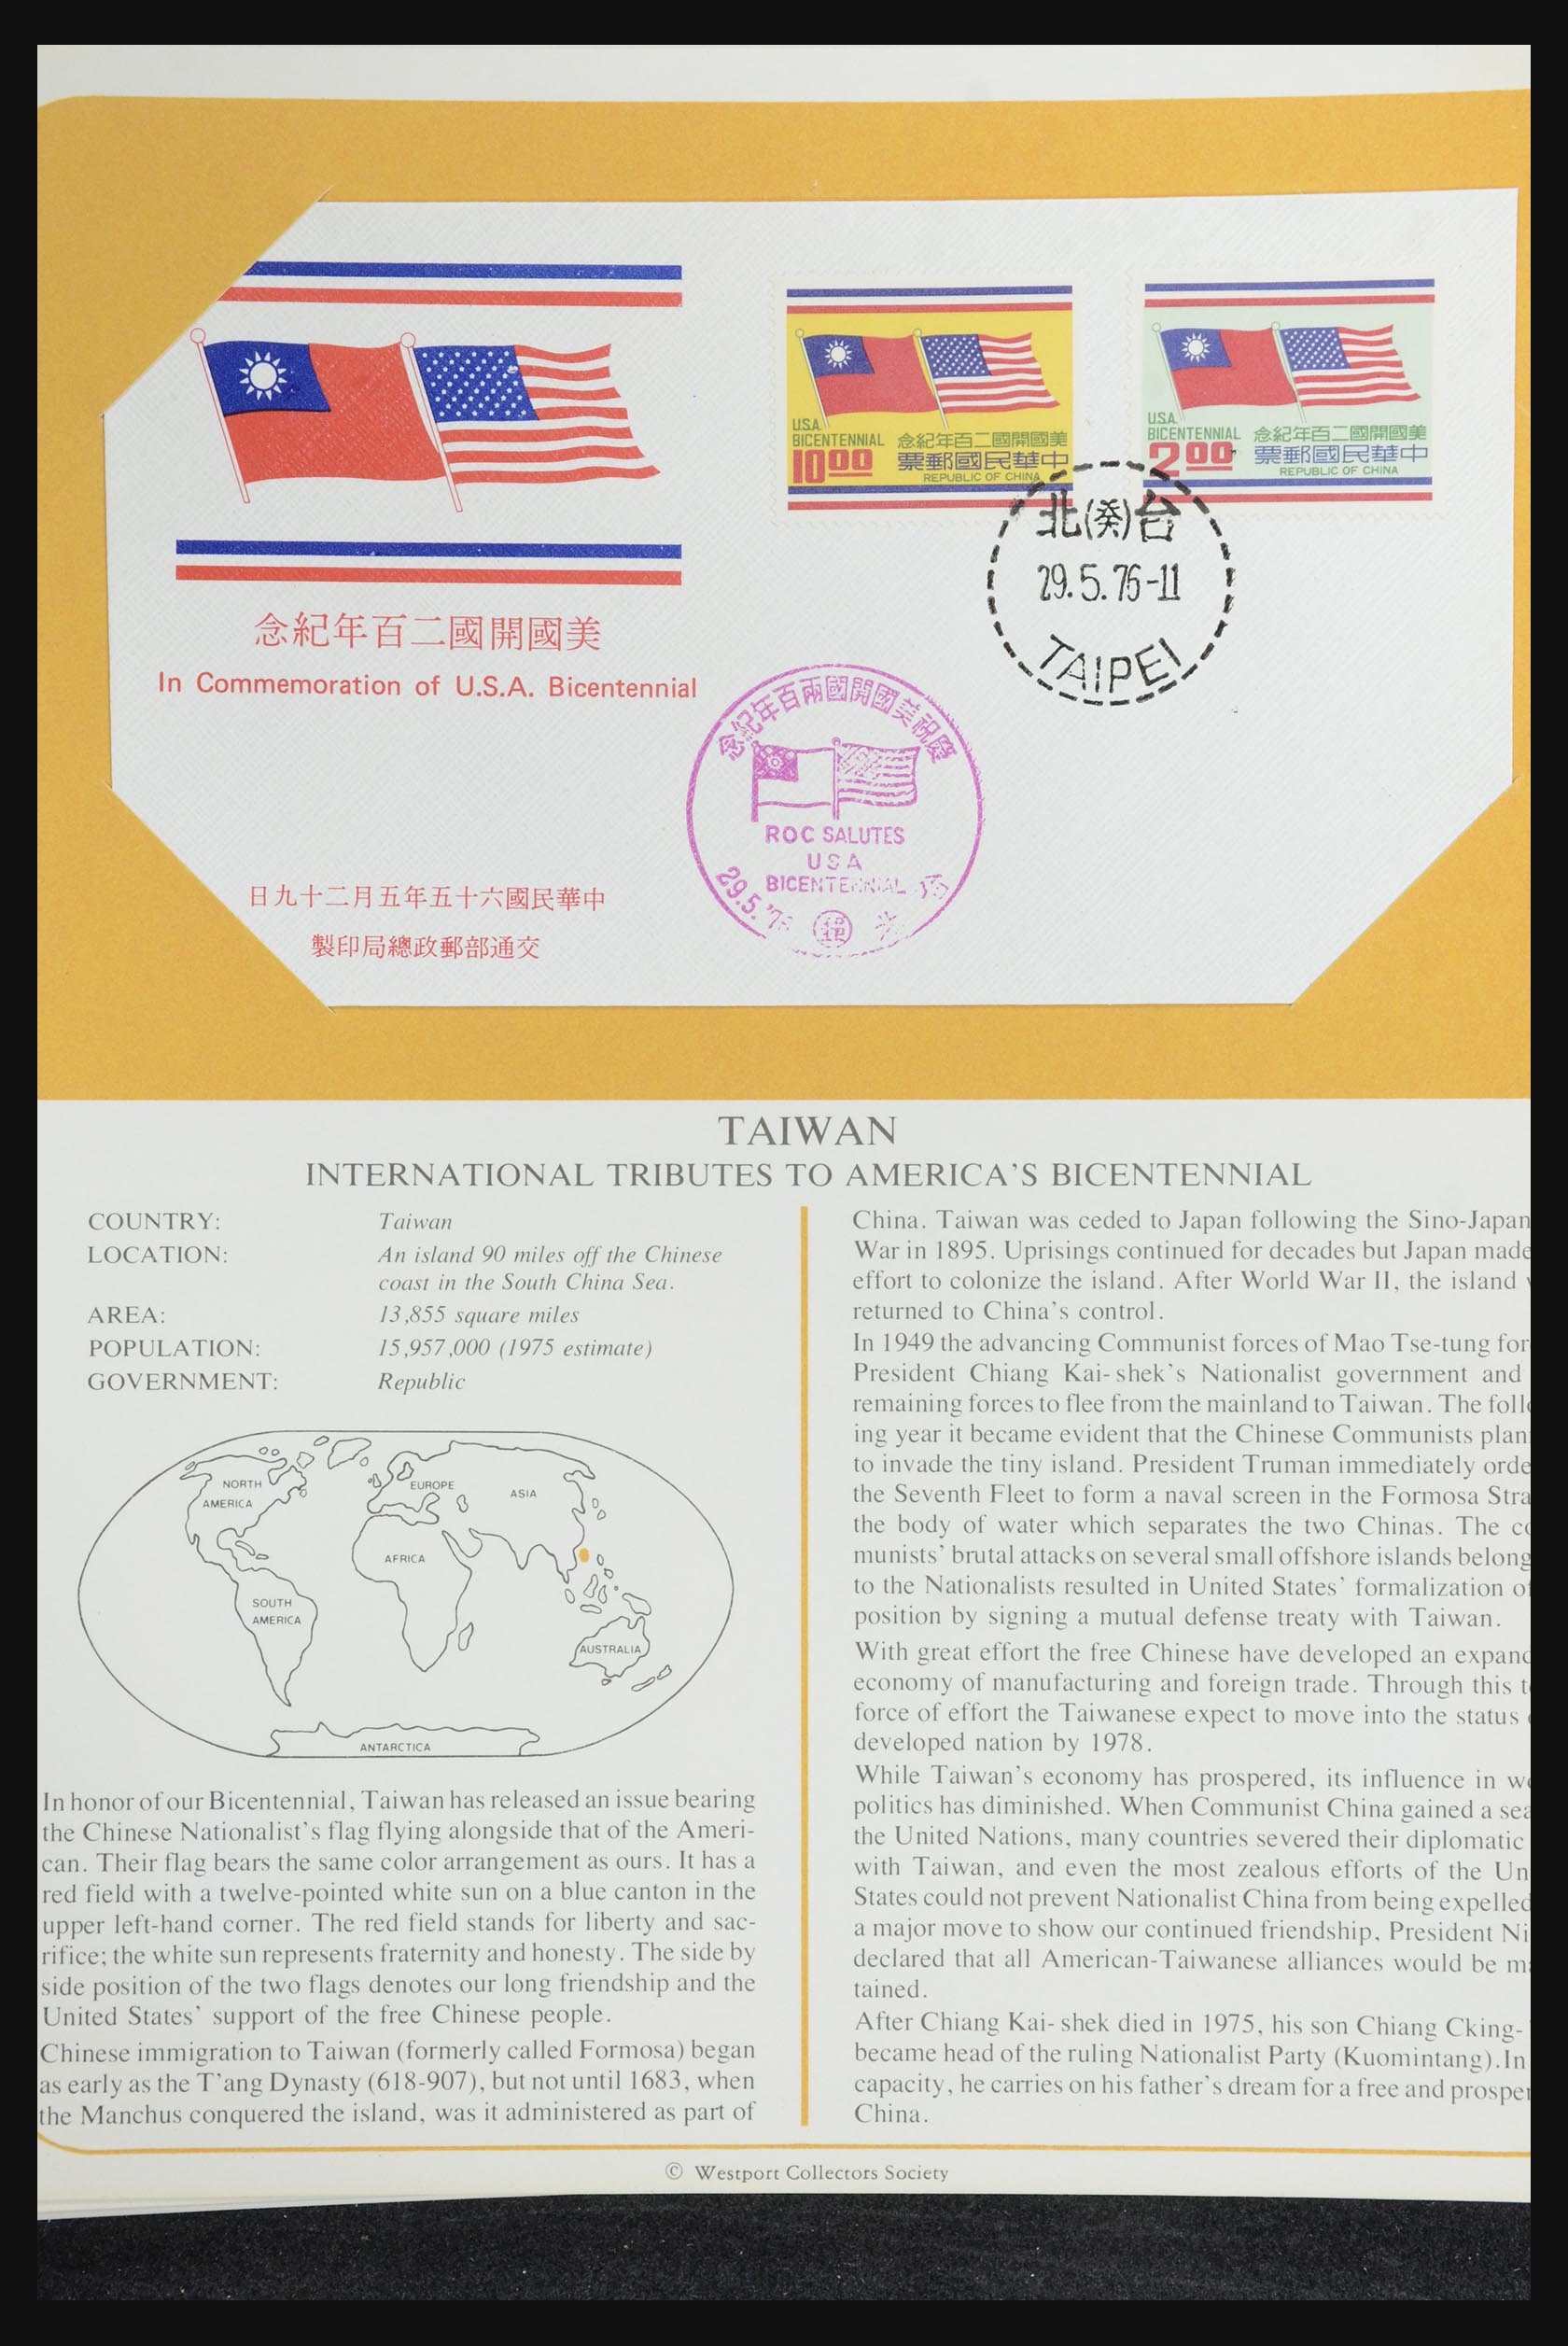 U.S.A.
BICENTENNIAL
美國開國二百年紀念
10.00
中華民國郵票
REPUBLIC OF CHINA
U.S.A.
BICENTENNIAL
美國開國二百年紀念
2.00
中華民國郵票
REPUBLIC OF CHINA
台(癸)北
29.5.76-11
TAIPEI
美國開國二百年紀念
In Commemoration of U.S.A. Bicentennial
慶祝美國開國兩百年紀念
ROC SALUTES
USA
BICENTENNIAL
29.5.'76
中華民國六十五年五月二十九日
交通部郵政總局印製
TAIWAN
INTERNATIONAL TRIBUTES TO AMERICA'S BICENTENNIAL
COUNTRY: Taiwan
LOCATION: An island 90 miles off the Chinese
coast in the South China Sea.
AREA: 13,855 square miles
POPULATION: 15,957,000 (1975 estimate)
GOVERNMENT: Republic
NORTH
AMERICA
EUROPE
ASIA
AFRICA
SOUTH
AMERICA
AUSTRALIA
ANTARCTICA
In honor of our Bicentennial, Taiwan has released an issue bearing
the Chinese Nationalist's flag flying alongside that of the Ameri-
can. Their flag bears the same color arrangement as ours. It has a
red field with a twelve-pointed white sun on a blue canton in the
upper left-hand corner. The red field stands for liberty and sac-
rifice; the white sun represents fraternity and honesty. The side by
side position of the two flags denotes our long friendship and the
United States' support of the free Chinese people.
Chinese immigration to Taiwan (formerly called Formosa) began
as early as the T'ang Dynasty (618-907), but not until 1683, when
the Manchus conquered the island, was it administered as part of
China. Taiwan was ceded to Japan following the Sino-Japan
War in 1895. Uprisings continued for decades but Japan made
effort to colonize the island. After World War II, the island
returned to China's control.
In 1949 the advancing Communist forces of Mao Tse-tung for
President Chiang Kai-shek's Nationalist government and
remaining forces to flee from the mainland to Taiwan. The foll
ing year it became evident that the Chinese Communists plan
to invade the tiny island. President Truman immediately orde
the Seventh Fleet to form a naval screen in the Formosa Stra
the body of water which separates the two Chinas. The co
munists' brutal attacks on several small offshore islands belong
to the Nationalists resulted in United States' formalization o
position by signing a mutual defense treaty with Taiwan.
With great effort the free Chinese have developed an expand
economy of manufacturing and foreign trade. Through this t
force of effort the Taiwanese expect to move into the status
developed nation by 1978.
While Taiwan's economy has prospered, its influence in wo
politics has diminished. When Communist China gained a sea
the United Nations, many countries severed their diplomatic
with Taiwan, and even the most zealous efforts of the Un
States could not prevent Nationalist China from being expelled
a major move to show our continued friendship, President Ni
declared that all American-Taiwanese alliances would be m
tained.
After Chiang Kai-shek died in 1975, his son Chiang Cking-
became head of the ruling Nationalist Party (Kuomintang). In
capacity, he carries on his father's dream for a free and prosper
China.
© Westport Collectors Society